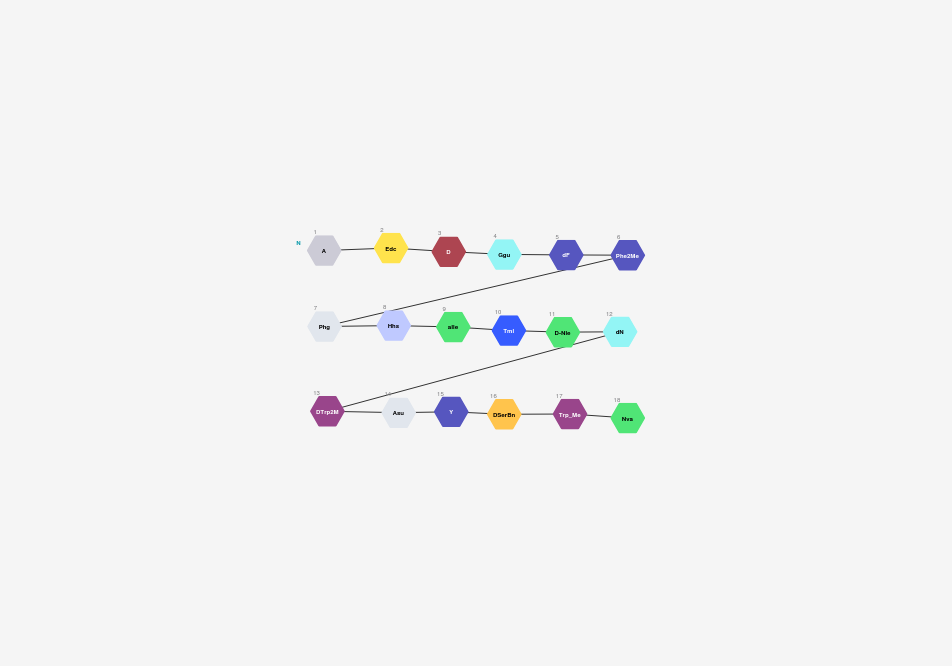 1 2 3 4 5 6
N A Edc D Ggu dF Phe2Me
7 8 9 10 11 12
Phg Hhs aIle Tml D-Nle dN
13 14 15 16 17 18
DTrp2M Asu Y DSerBn Trp_Me Nva